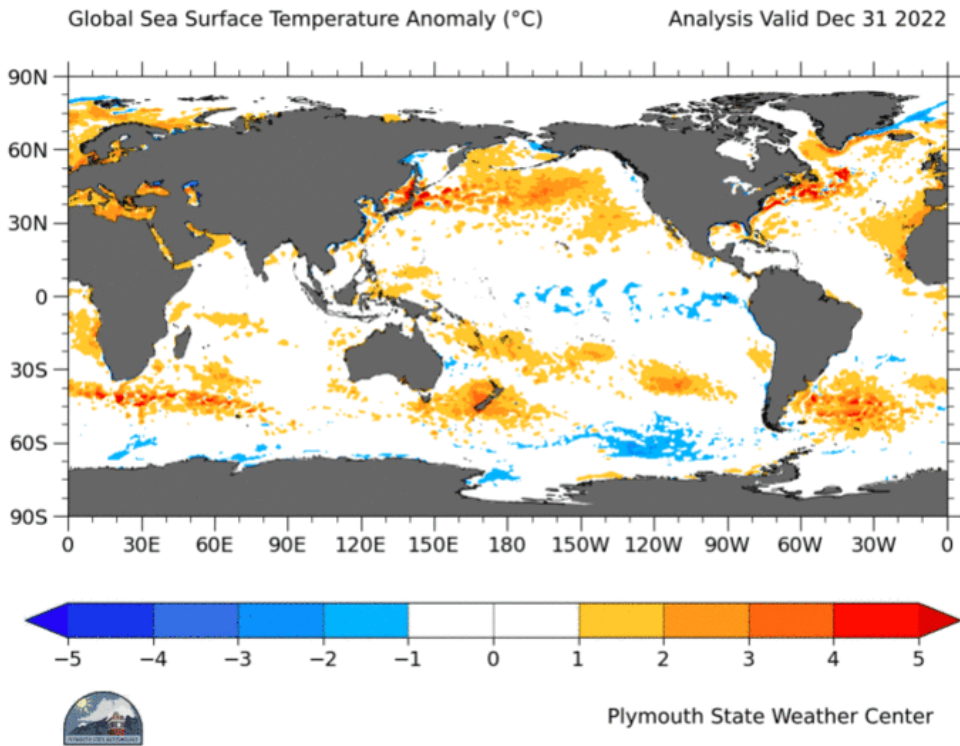 Global Sea Surface Temperature Anomaly (°C) Analysis Valid Dec 31 2022
90N
60N
30N
0
30S
60S
90S
0 30E 60E 90E 120E 150E 180 150W 120W 90W 60W 30W 0
−5 −4 −3 −2 −1 0 1 2 3 4 5
Plymouth State Weather Center